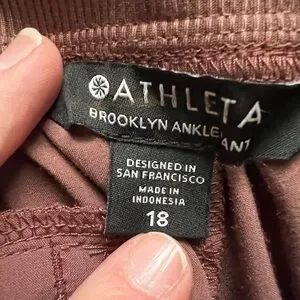 ATHLETA
BROOKLYN ANKLE
DESIGNED IN
SAN FRANCISCO
MADE IN
INDONESIA
18